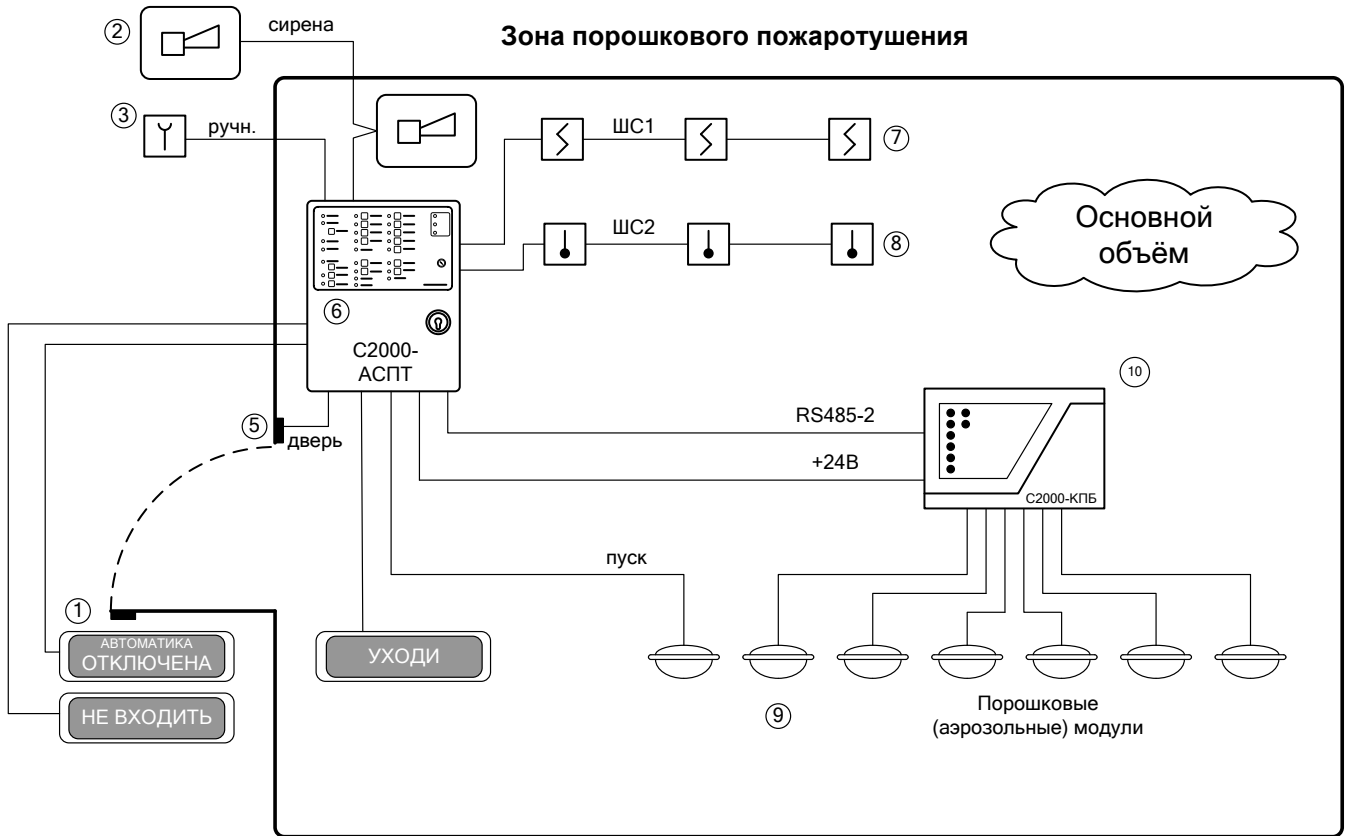 Зона порошкового пожаротушения
② сирена
③ ручн.
ШС1 ⑦
ШС2 ⑧
Основной
объём
⑥
С2000-
АСПТ
⑩
⑤
дверь
RS485-2
+24В
С2000-КПБ
пуск
①
АВТОМАТИКА
ОТКЛЮЧЕНА
УХОДИ
НЕ ВХОДИТЬ
⑨
Порошковые
(аэрозольные) модули